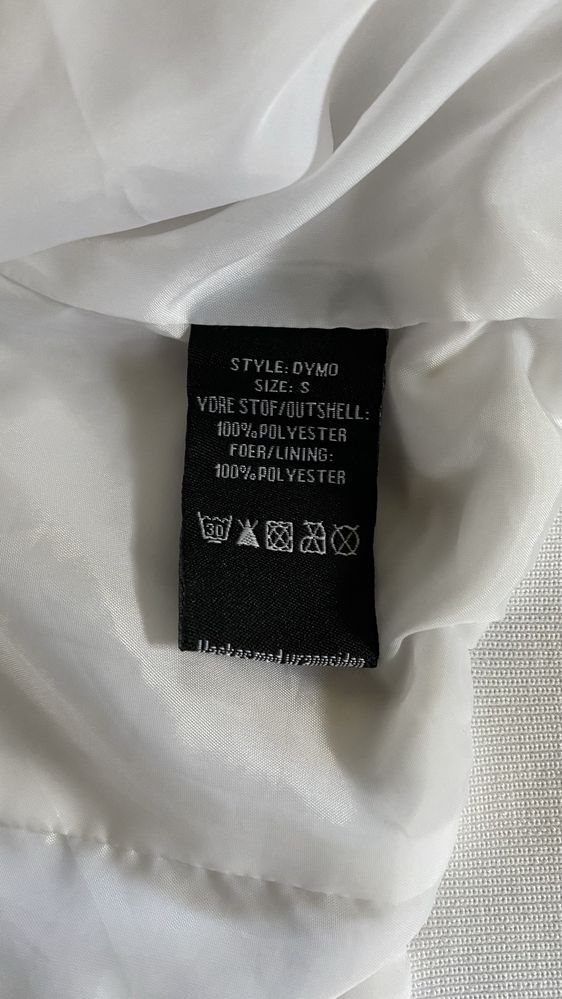 STYLE: DYMO
SIZE: S
YDRE STOF/OUTSHELL:
100%POLYESTER
FOER/LINING:
100%POLYESTER
30